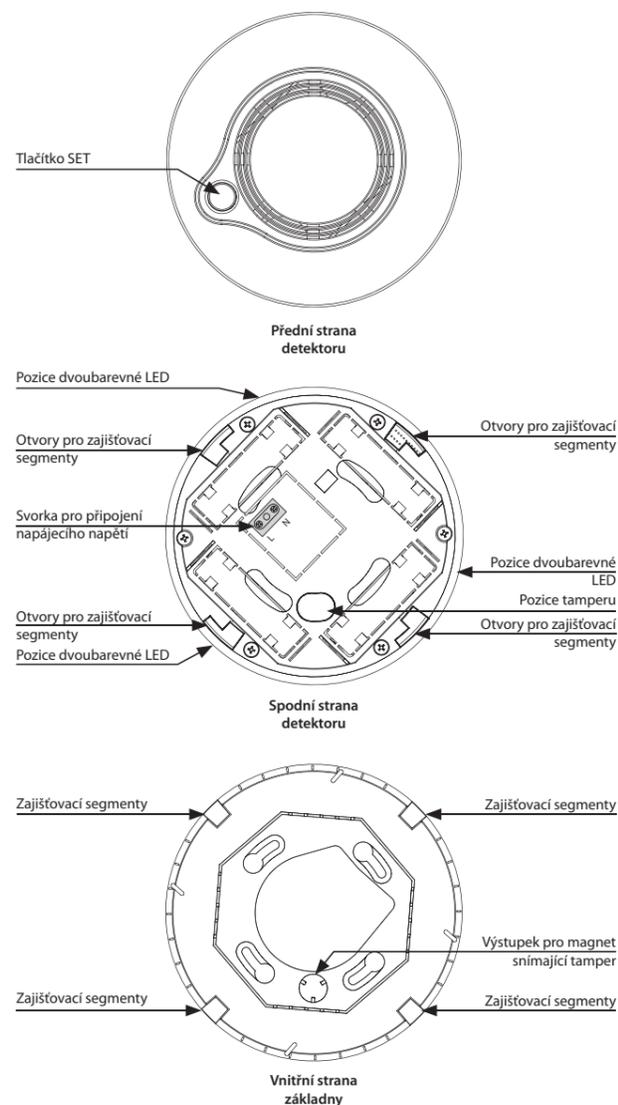 Tlačítko SET
Přední strana
detektoru
Pozice dvoubarevné LED
Otvory pro zajišťovací
segmenty
Otvory pro zajišťovací
segmenty
Svorka pro připojení
napájecího napětí
L
N
Pozice dvoubarevné
LED
Pozice tamperu
Otvory pro zajišťovací
segmenty
Otvory pro zajišťovací
segmenty
Pozice dvoubarevné LED
Spodní strana
detektoru
Zajišťovací segmenty
Zajišťovací segmenty
Výstupek pro magnet
snímající tamper
Zajišťovací segmenty
Zajišťovací segmenty
Vnitřní strana
základny